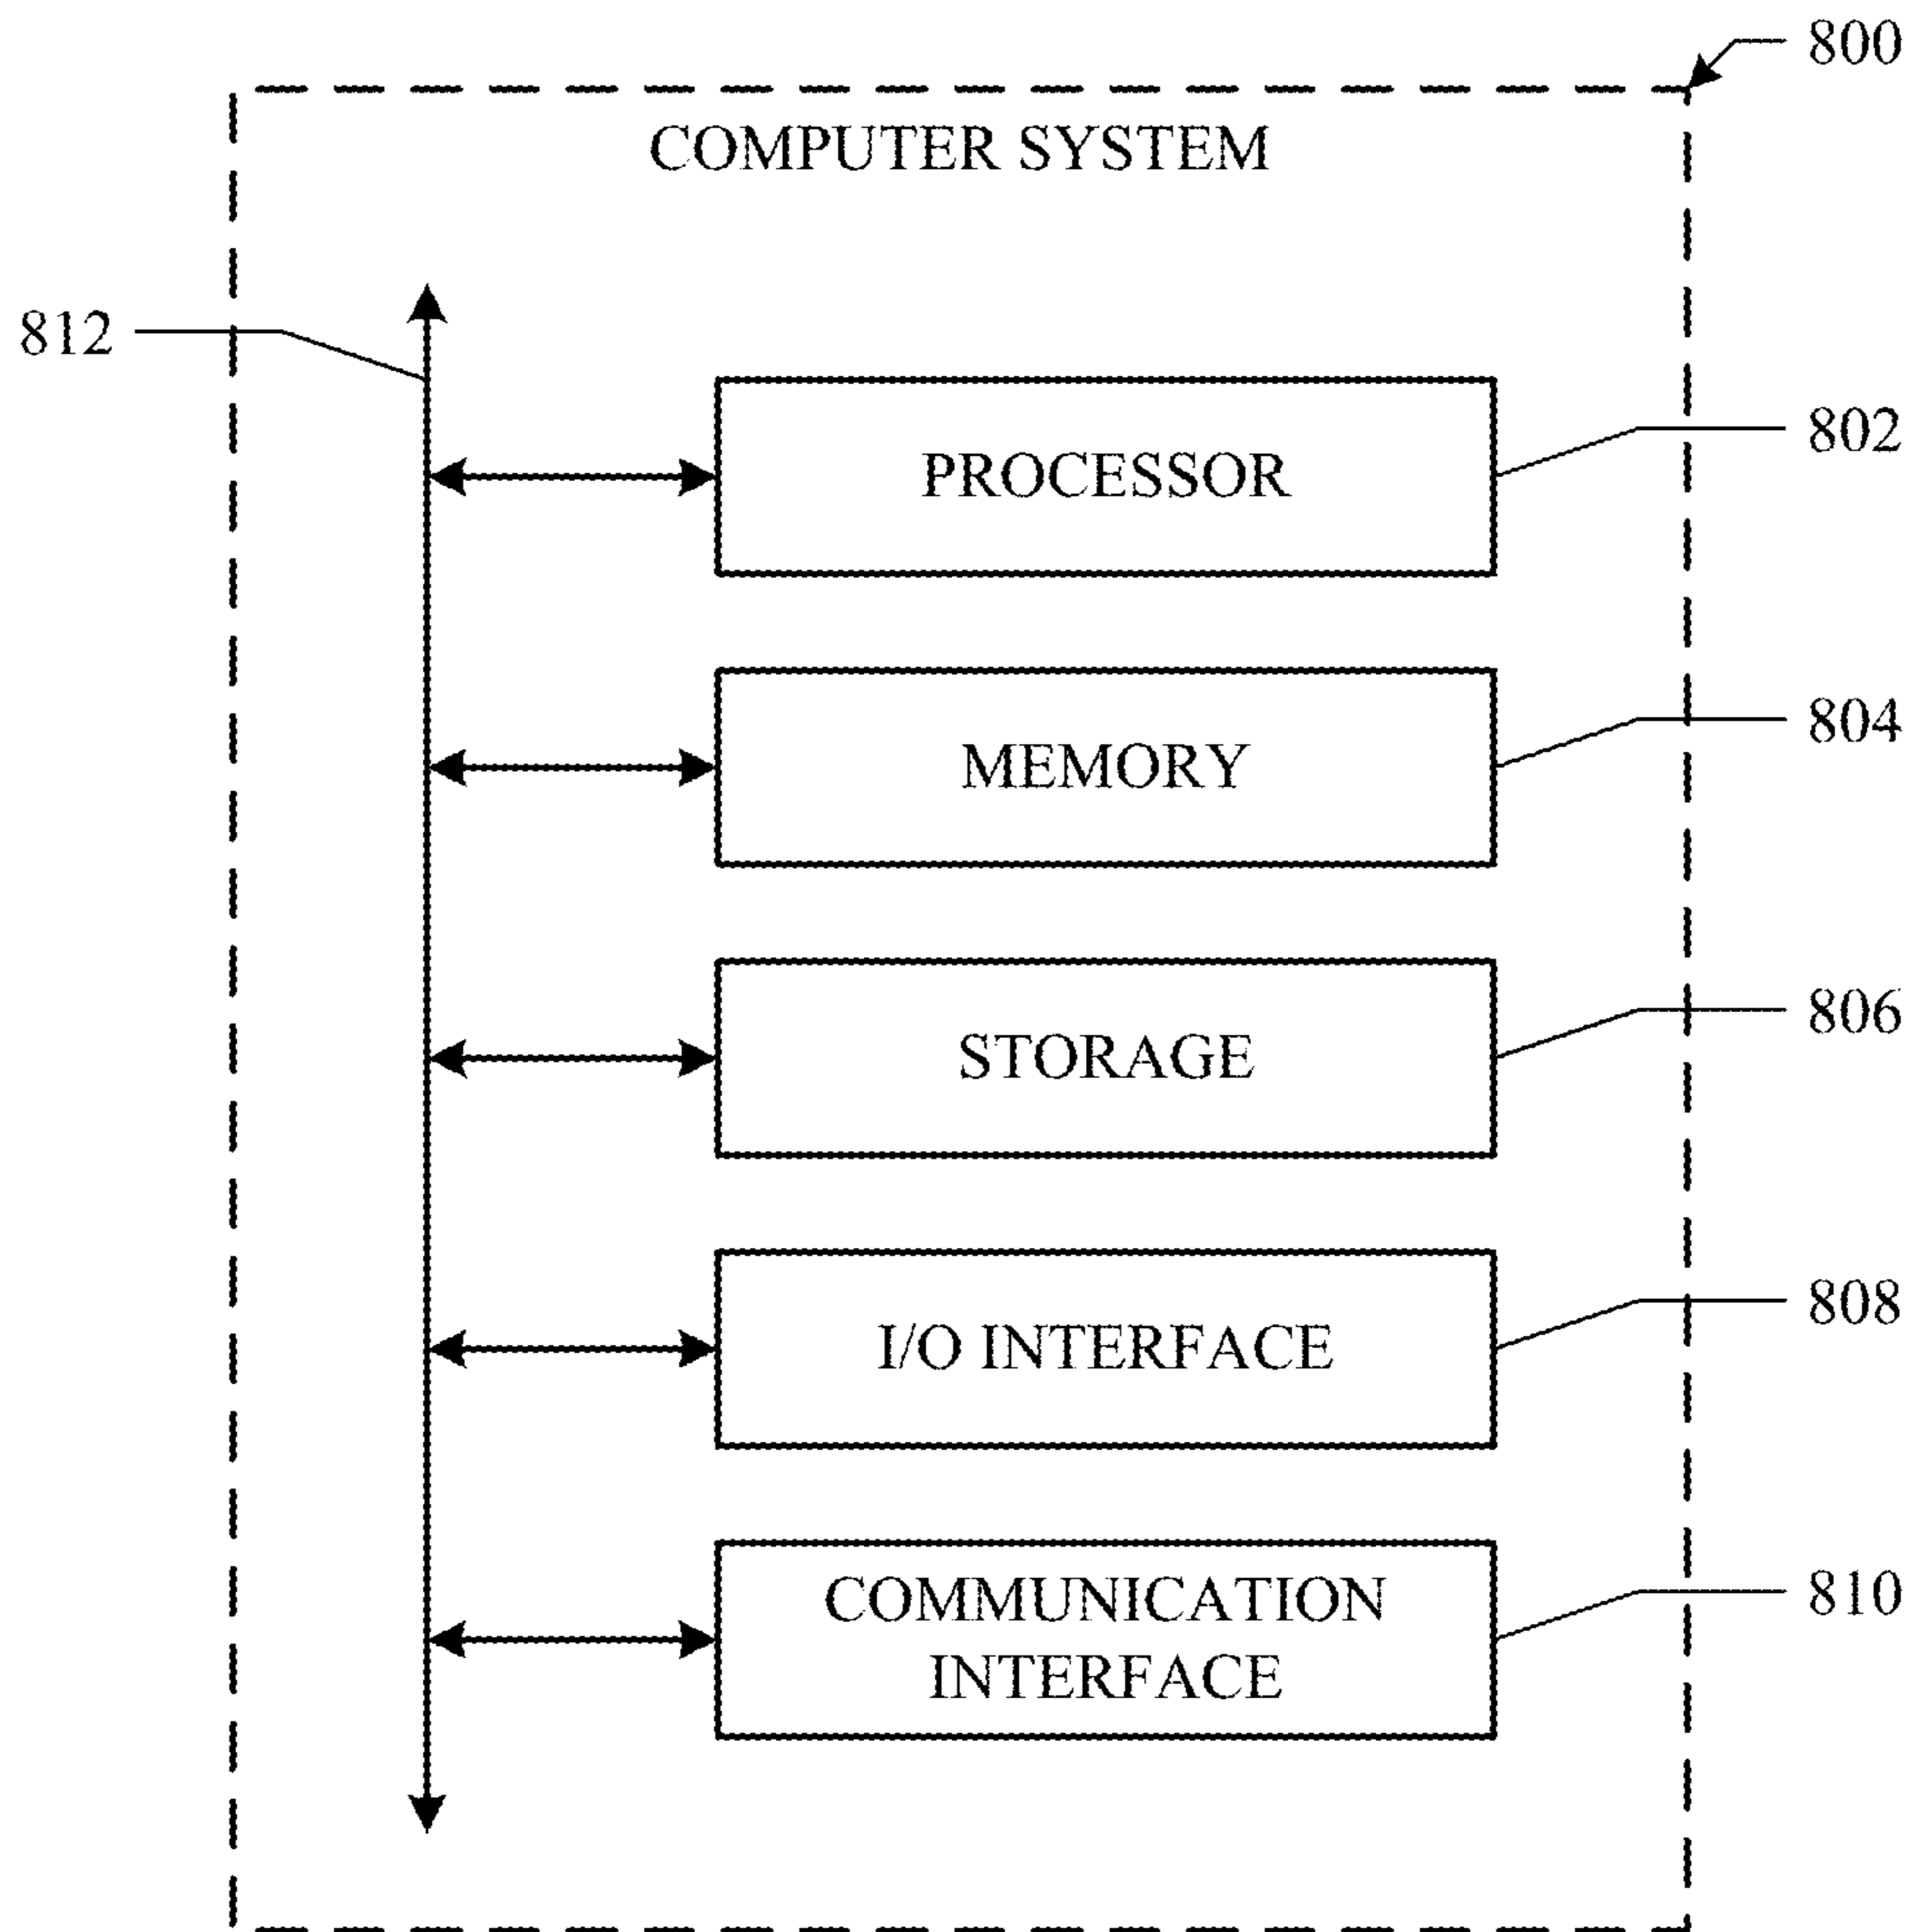 800
COMPUTER SYSTEM
812
PROCESSOR
802
MEMORY
804
STORAGE
806
I/O INTERFACE
808
COMMUNICATION
INTERFACE
810